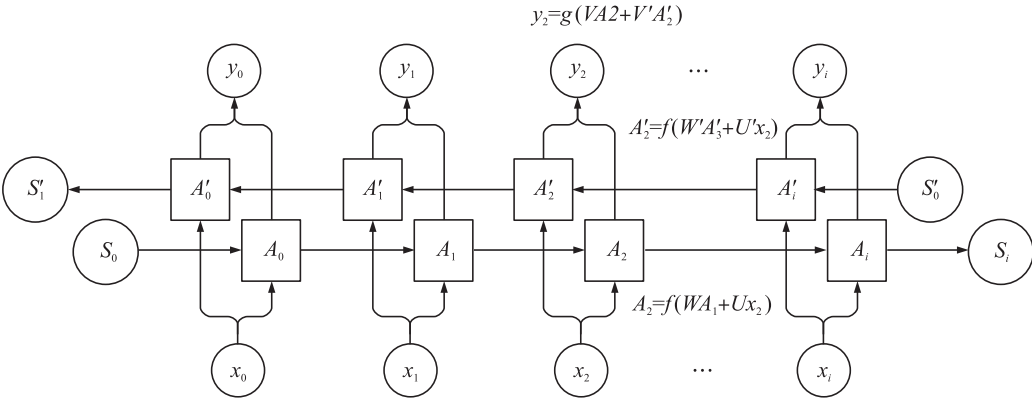 y₂=g(VA2+V'A'₂)
y₀ y₁ y₂ ... yᵢ
A'₂=f(W'A'₃+U'x₂)
S'₁ A'₀ A'₁ A'₂ A'ᵢ S'₀
S₀ A₀ A₁ A₂ Aᵢ Sᵢ
A₂=f(WA₁+Ux₂)
x₀ x₁ x₂ ... xᵢ